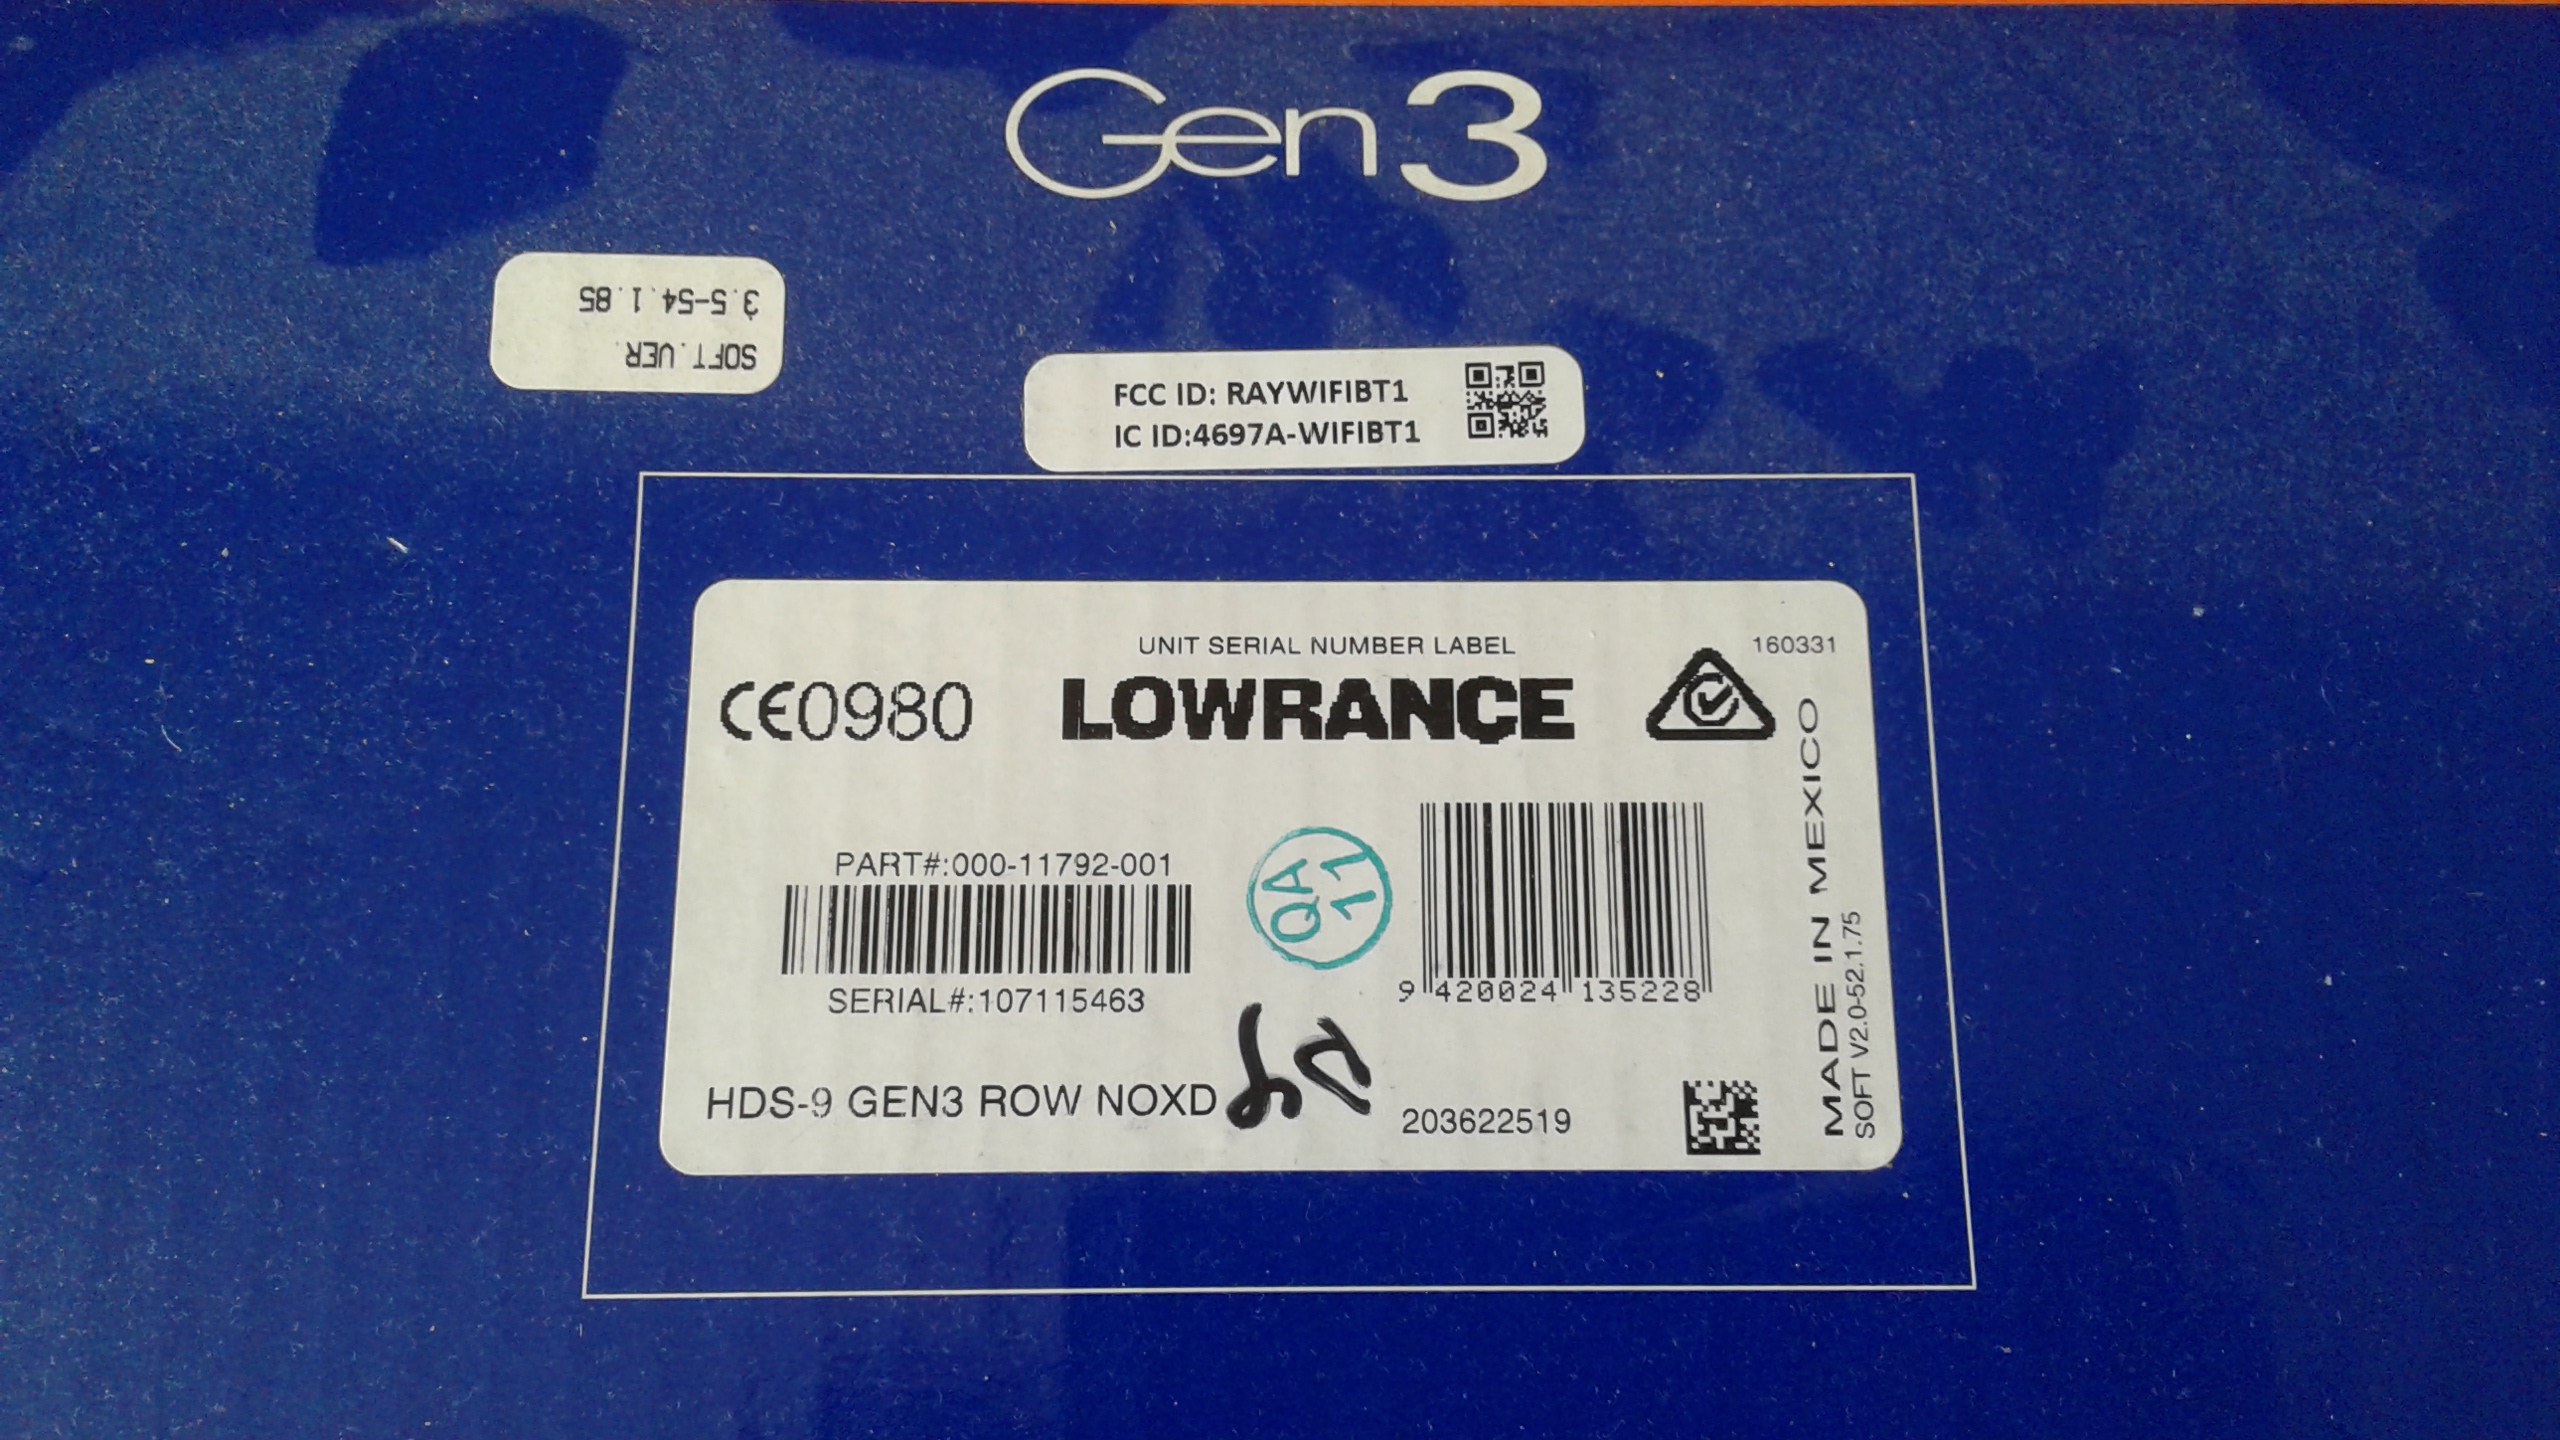 Gen3
SOFT.VER.
3.5-54.1.85
FCC ID: RAYWIFIBT1
IC ID:4697A-WIFIBT1
UNIT SERIAL NUMBER LABEL
160331
CE0980
LOWRANCE
PART#:000-11792-001
SERIAL#:107115463
QA
11
9 420024 135228
HDS-9 GEN3 ROW NOXD
203622519
MADE IN MEXICO
SOFT V2.0-52.1.75